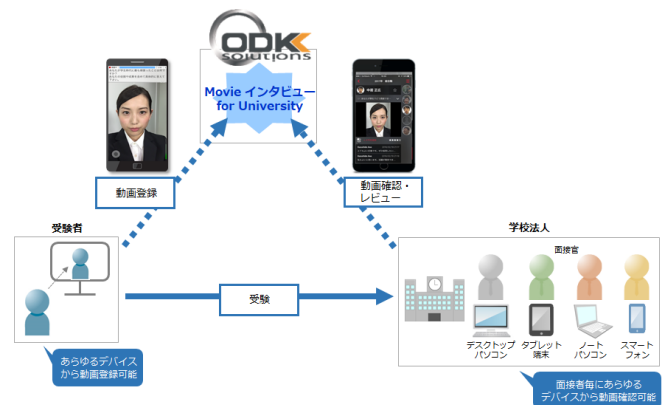 ODK
solutions
Movie インタビュー
for University
動画登録
動画確認・
レビュー
受験者
学校法人
面接官
受験
デスクトップ
パソコン
タブレット
端末
ノート
パソコン
スマート
フォン
あらゆるデバイス
から動画登録可能
面接者毎にあらゆる
デバイスから動画確認可能